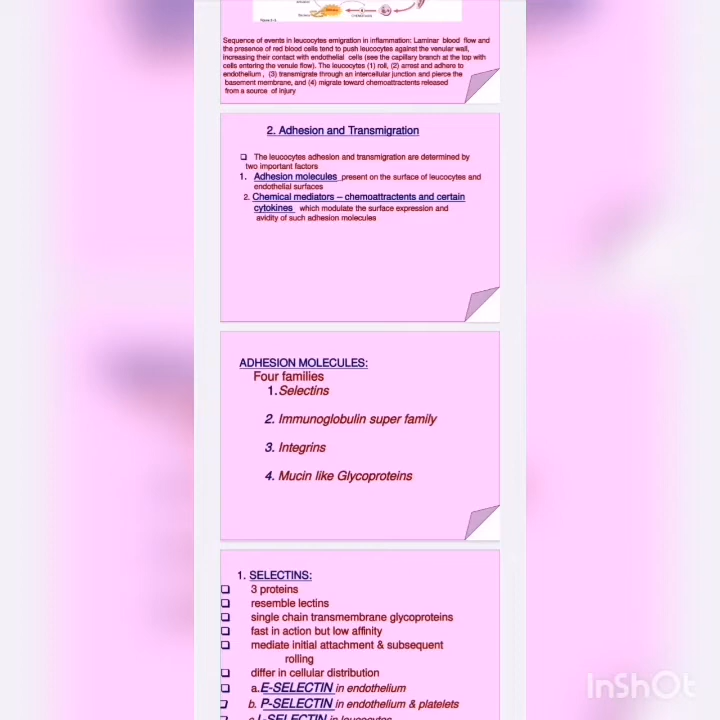 Sequence of events in leucocytes emigration in inflammation: Laminar blood flow and
the presence of red blood cells tend to push leucocytes against the venular wall,
increasing their contact with endothelial cells (see the capillary branch at the top with
cells entering the venule flow). The leucocytes (1) roll, (2) arrest and adhere to
endothelium, (3) transmigrate through an intercellular junction and pierce the
basement membrane, and (4) migrate toward chemoattractents released
from a source of injury
2. Adhesion and Transmigration
The leucocytes adhesion and transmigration are determined by
two important factors
1. Adhesion molecules present on the surface of leucocytes and
endothelial surfaces
2. Chemical mediators – chemoattractents and certain
cytokines which modulate the surface expression and
avidity of such adhesion molecules
ADHESION MOLECULES:
Four families
1. Selectins
2. Immunoglobulin super family
3. Integrins
4. Mucin like Glycoproteins
1. SELECTINS:
3 proteins
resemble lectins
single chain transmembrane glycoproteins
fast in action but low affinity
mediate initial attachment & subsequent
rolling
differ in cellular distribution
a. E-SELECTIN in endothelium
b. P-SELECTIN in endothelium & platelets
c. L-SELECTIN in leucocytes
InShOt